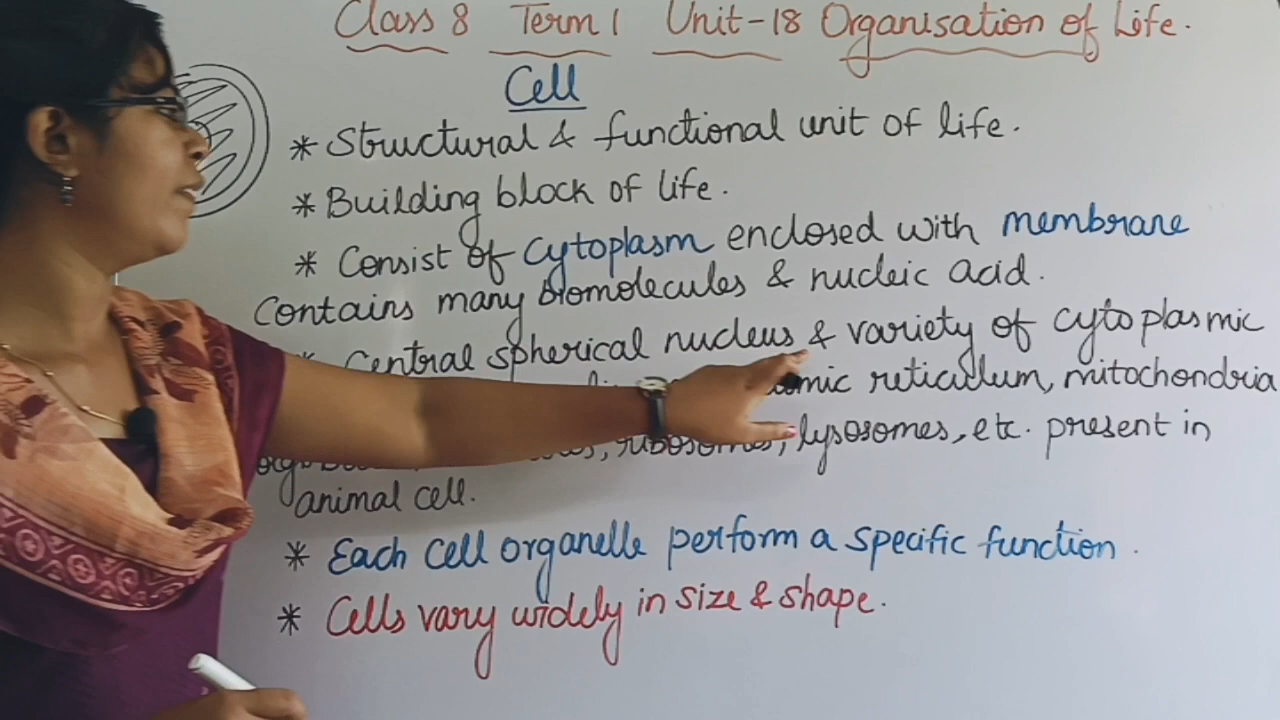 Class 8 Term 1 Unit-18 Organisation of Life.
Cell
* Structural & functional unit of life.
* Building block of life.
* Consist of cytoplasm enclosed with membrane
Contains many biomolecules & nucleic acid.
* Central spherical nucleus & variety of cytoplasmic
reticulum, mitochondria
ribosomes, lysosomes, etc. present in
animal cell.
* Each cell organelle perform a specific function.
* Cells vary widely in size & shape.